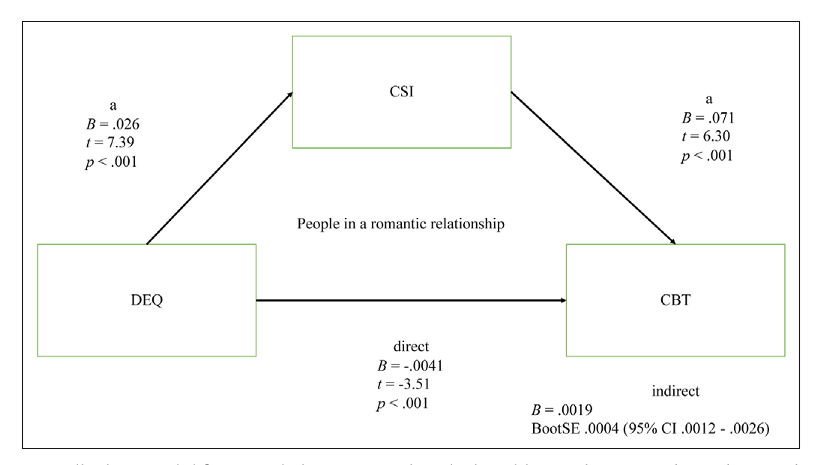 CSI
a
B = .026
t = 7.39
p < .001
a
B = .071
t = 6.30
p < .001
People in a romantic relationship
DEQ
CBT
direct
B = -.0041
t = -3.51
p < .001
indirect
B = .0019
BootSE .0004 (95% CI .0012 - .0026)